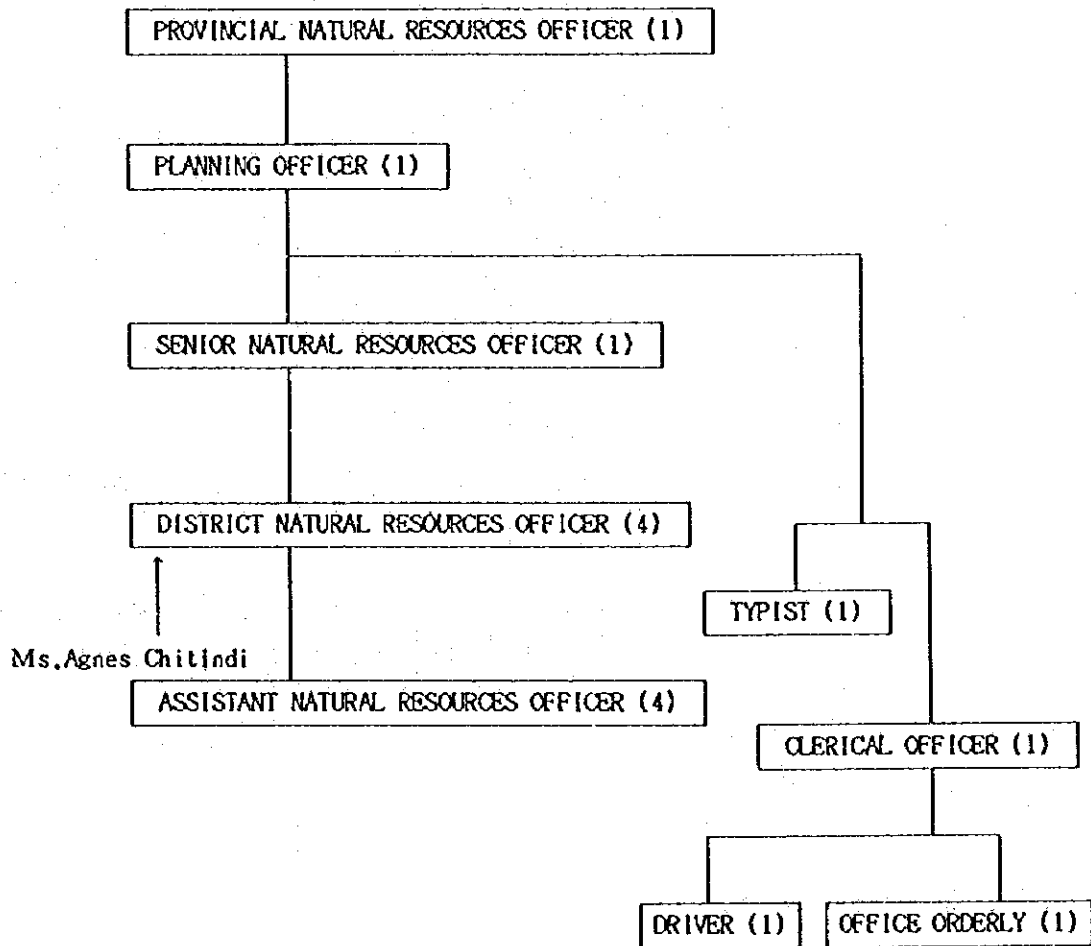 PROVINCIAL NATURAL RESOURCES OFFICER (1)
PLANNING OFFICER (1)
SENIOR NATURAL RESOURCES OFFICER (1)
DISTRICT NATURAL RESOURCES OFFICER (4)
TYPIST (1)
Ms.Agnes Chitindi
ASSISTANT NATURAL RESOURCES OFFICER (4)
CLERICAL OFFICER (1)
DRIVER (1)
OFFICE ORDERLY (1)